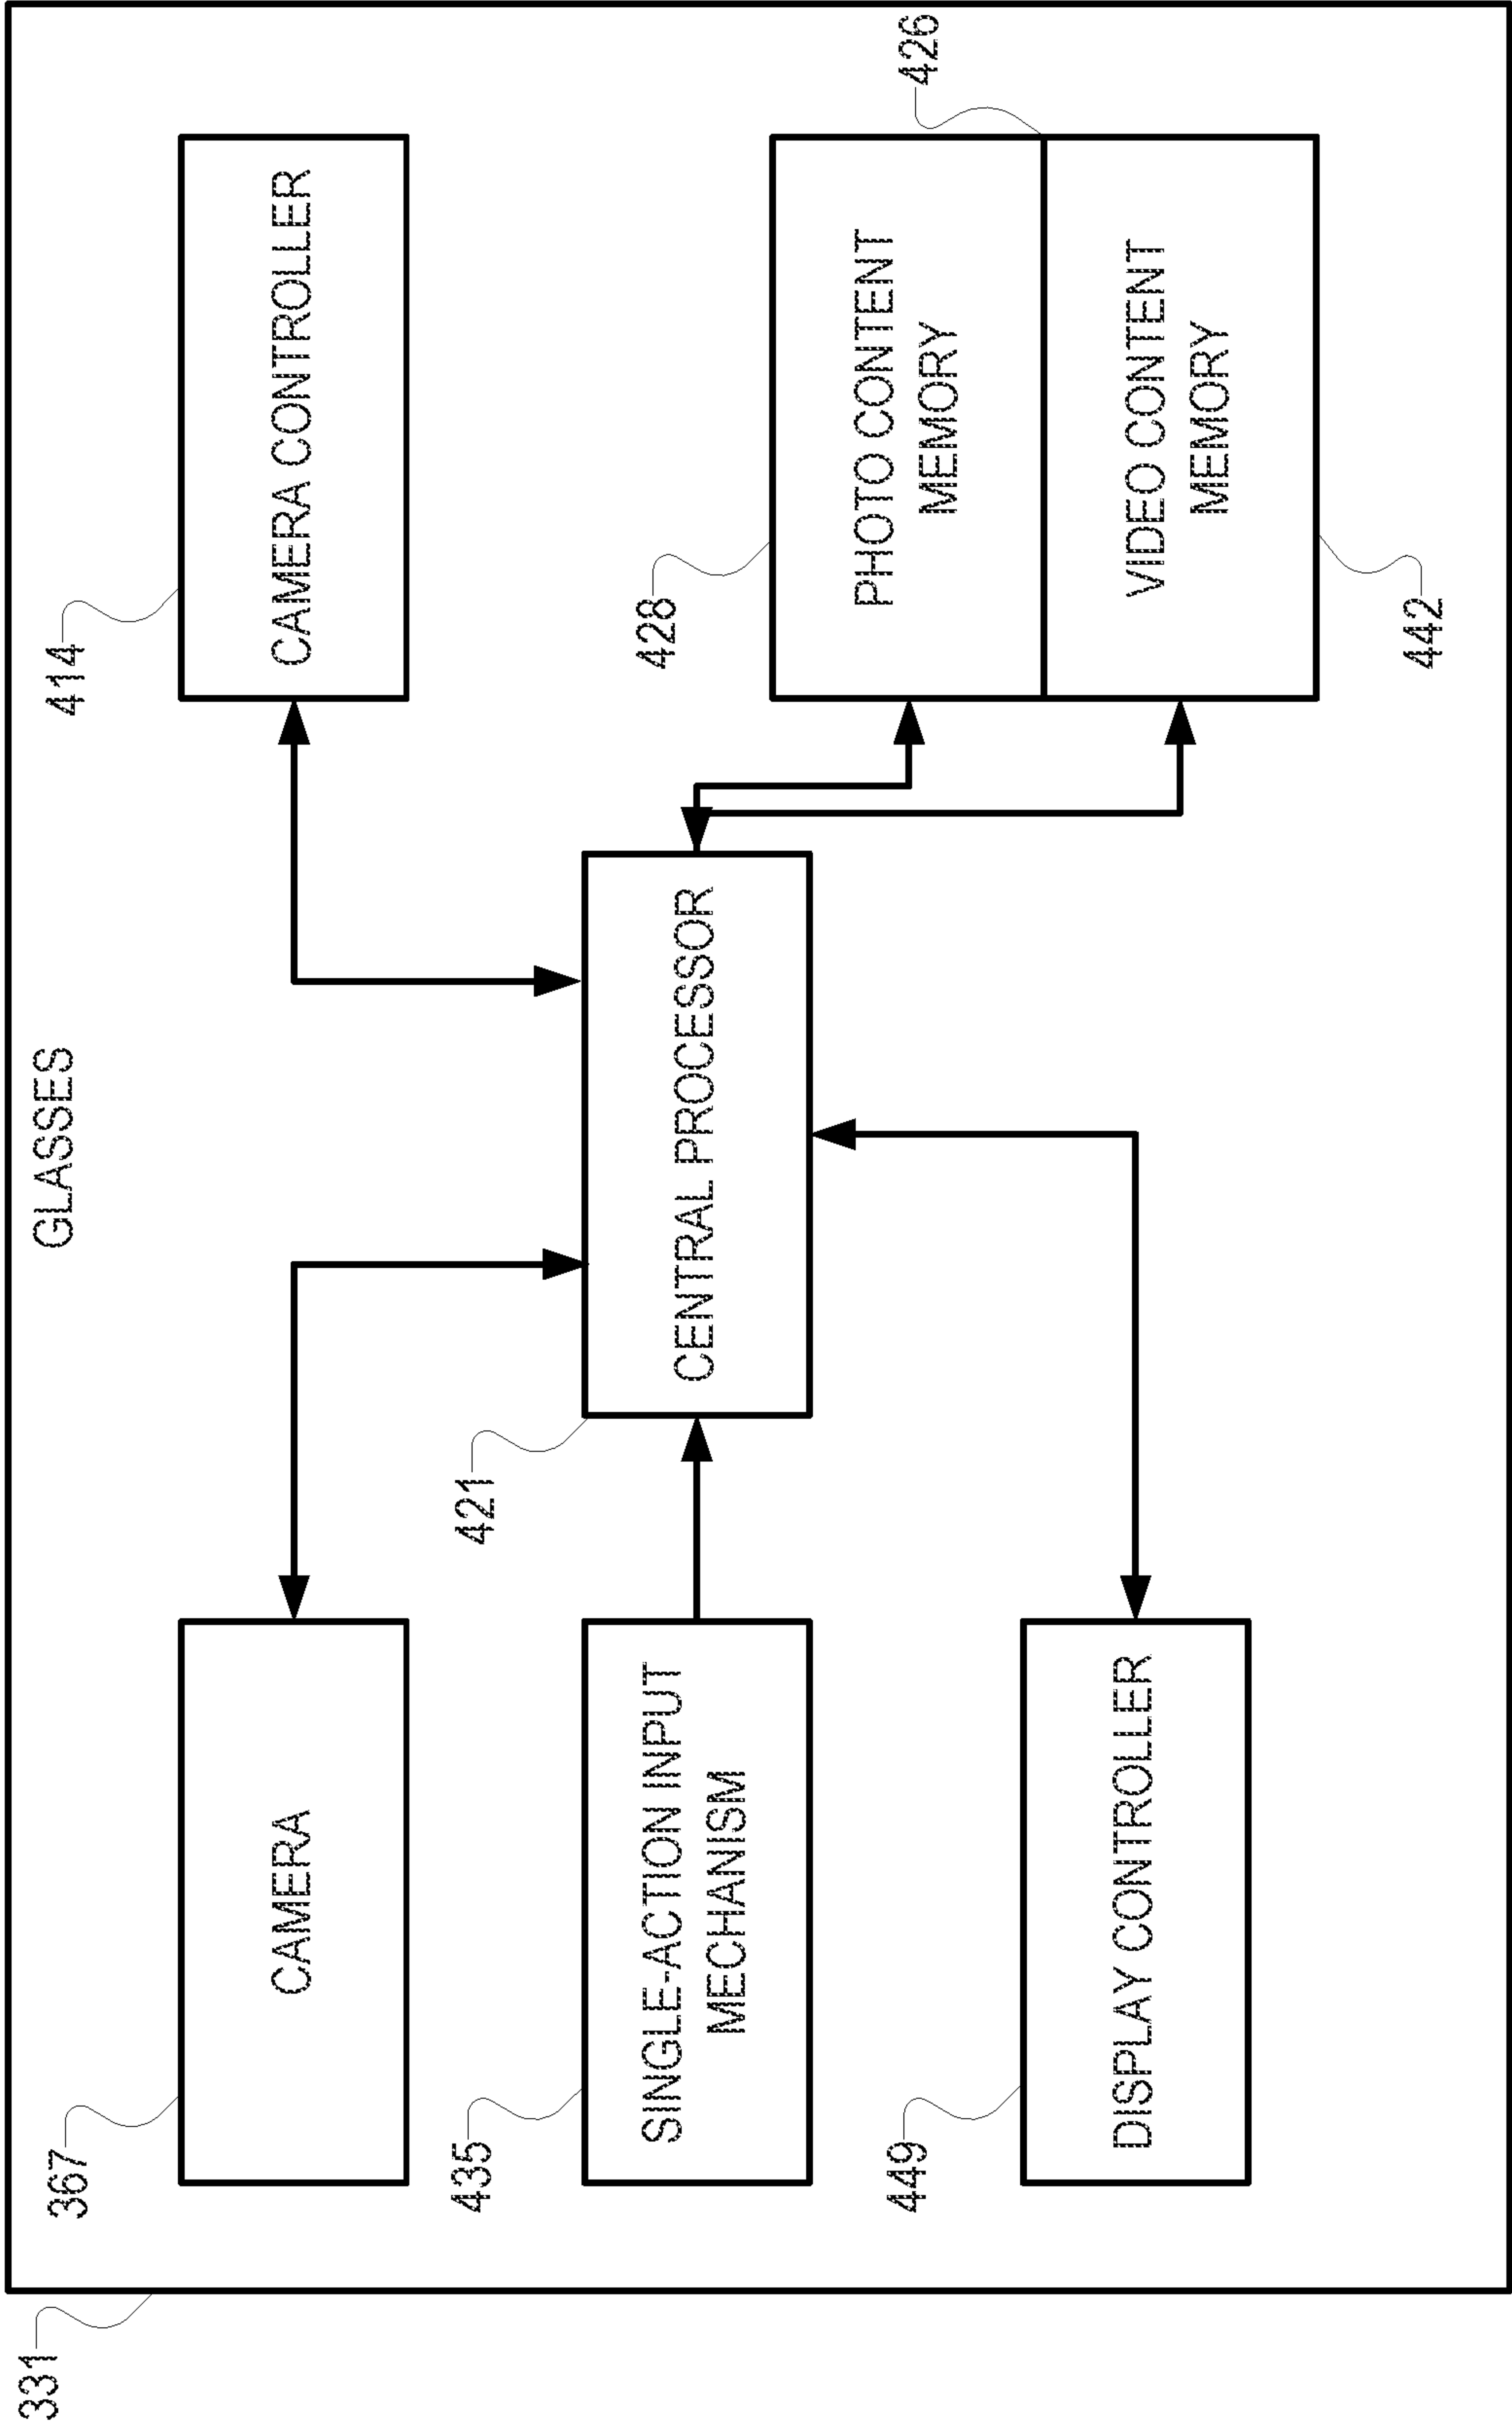 GLASSES
331
367
CAMERA
414
CAMERA CONTROLLER
421
CENTRAL PROCESSOR
435
SINGLE-ACTION INPUT
MECHANISM
428
PHOTO CONTENT
MEMORY
426
VIDEO CONTENT
MEMORY
442
449
DISPLAY CONTROLLER